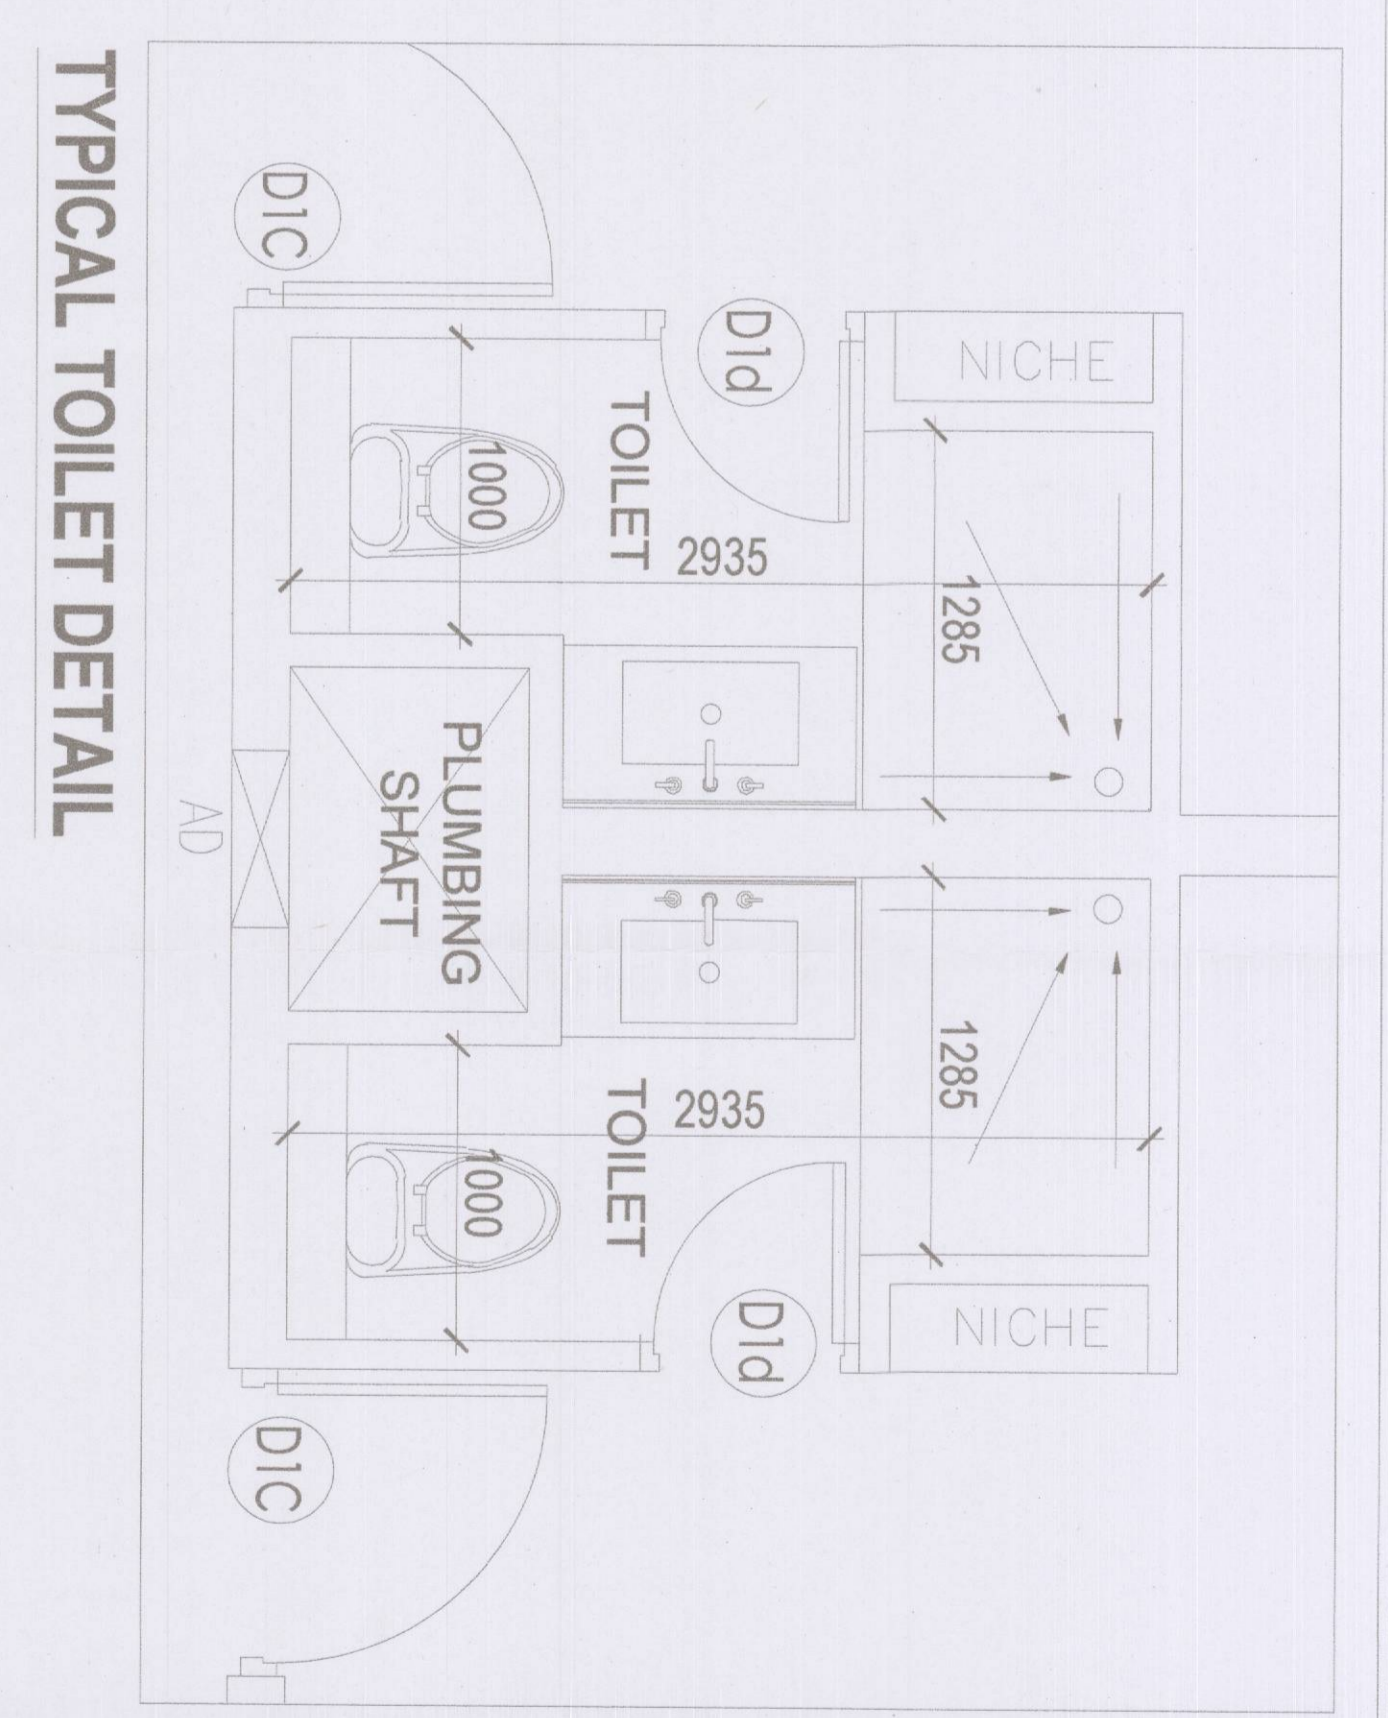 D1C
D1d
NICHE
TOILET
1000
2935
1285
PLUMBING
SHAFT
AD
1285
2935
TOILET
1000
NICHE
D1d
D1C
TYPICAL TOILET DETAIL